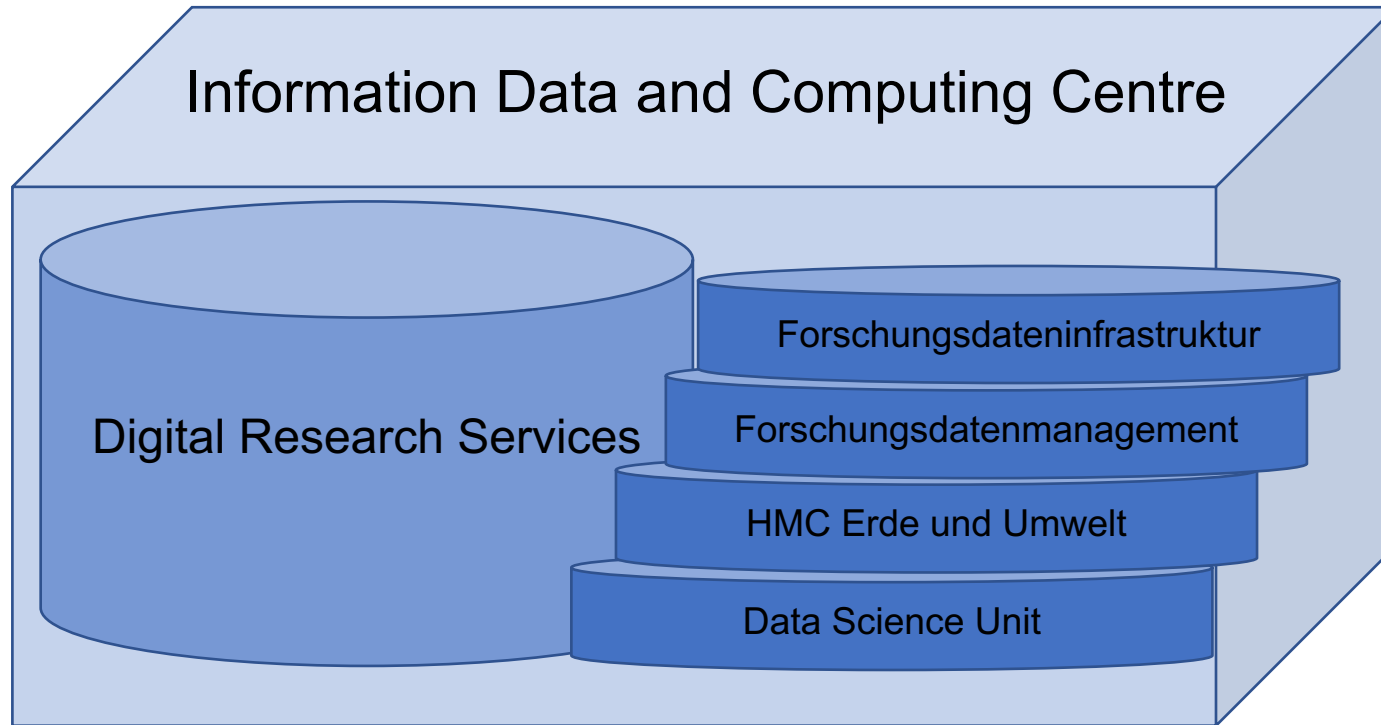 Information Data and Computing Centre
Digital Research Services
Forschungsdateninfrastruktur
Forschungsdatenmanagement
HMC Erde und Umwelt
Data Science Unit